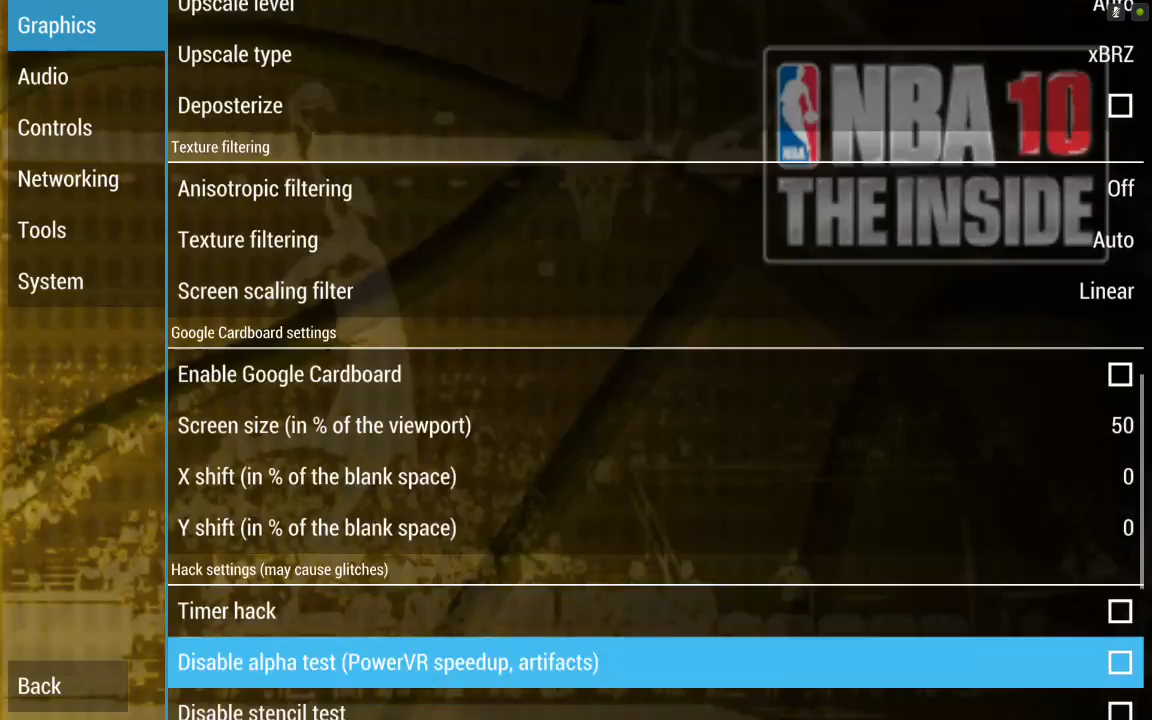 Graphics
Audio
Controls
Networking
Tools
System
Back
Upscale level Auto
Upscale type xBRZ
Deposterize
Texture filtering
Anisotropic filtering Off
Texture filtering Auto
Screen scaling filter Linear
Google Cardboard settings
Enable Google Cardboard
Screen size (in % of the viewport) 50
X shift (in % of the blank space) 0
Y shift (in % of the blank space) 0
Hack settings (may cause glitches)
Timer hack
Disable alpha test (PowerVR speedup, artifacts)
Disable stencil test
NBA 10
NBA
THE INSIDE